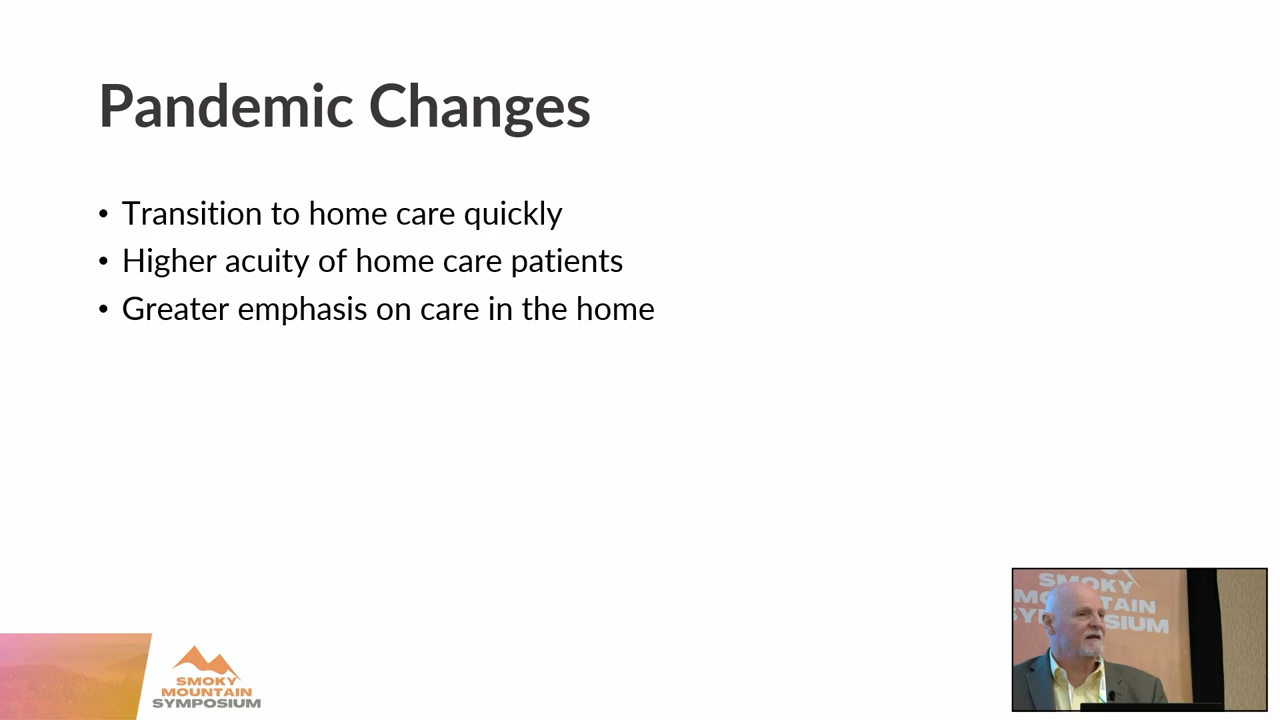 Pandemic Changes
• Transition to home care quickly
• Higher acuity of home care patients
• Greater emphasis on care in the home
SMOKY
MOUNTAIN
SYMPOSIUM
SMOKY